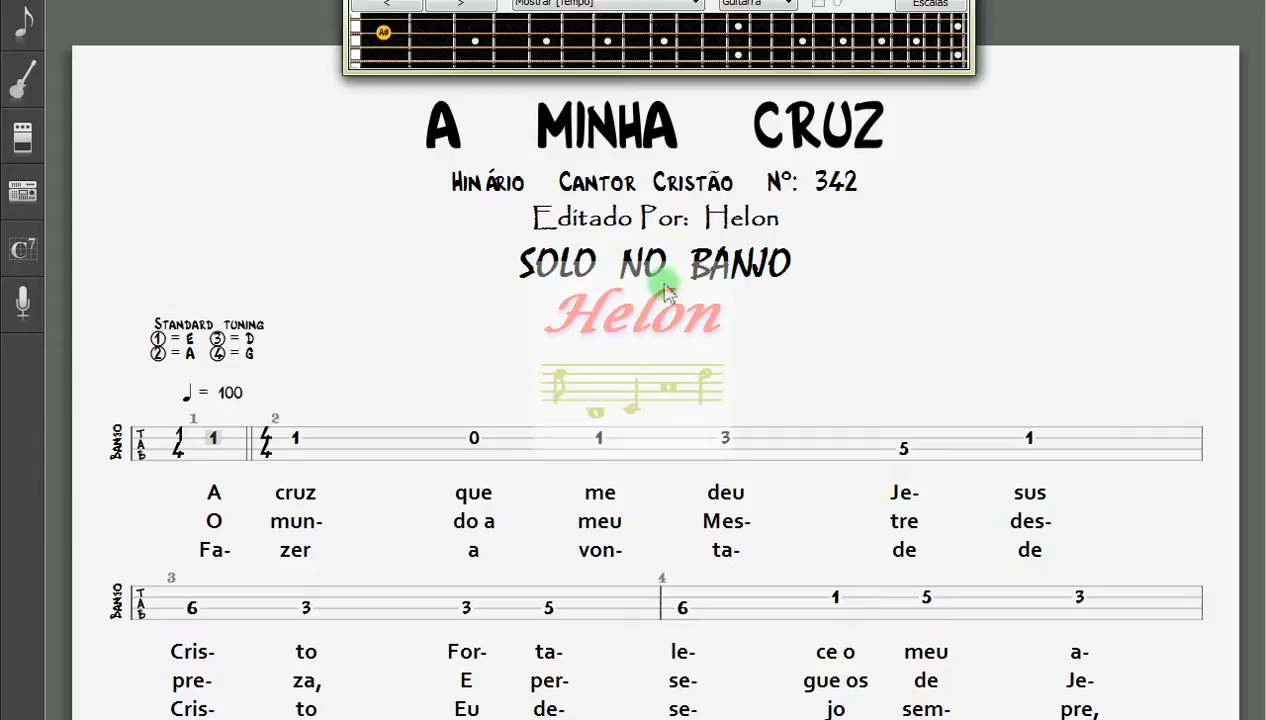 < > Mostrar [Tempo] Guitarra Escalas
A#
A MINHA CRUZ
Hinário Cantor Cristão Nº: 342
Editado Por: Helon
SOLO NO BANJO
Helon
Standard tuning
① = E ③ = D
② = A ④ = G
♩ = 100
1 2
BANJO TAB 1/4 1 4/4 1 0 1 3 5 1
A cruz que me deu Je- sus
O mun- do a meu Mes- tre des-
Fa- zer a von- ta- de de
3 4
BANJO TAB 6 3 3 5 6 1 5 3
Cris- to For- ta- le- ce o meu a-
pre- za, E per- se- gue os de Je-
Cris- to Eu de- se- jo sem- pre,
C7